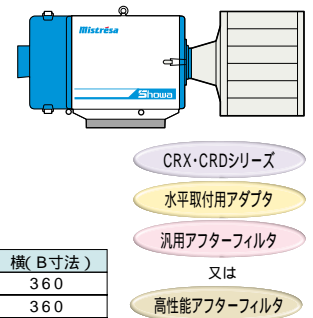 Mistrésa
Showa
CRX・CRDシリーズ
水平取付用アダプタ
汎用アフターフィルタ
又は
高性能アフターフィルタ
横(B寸法)
360
360